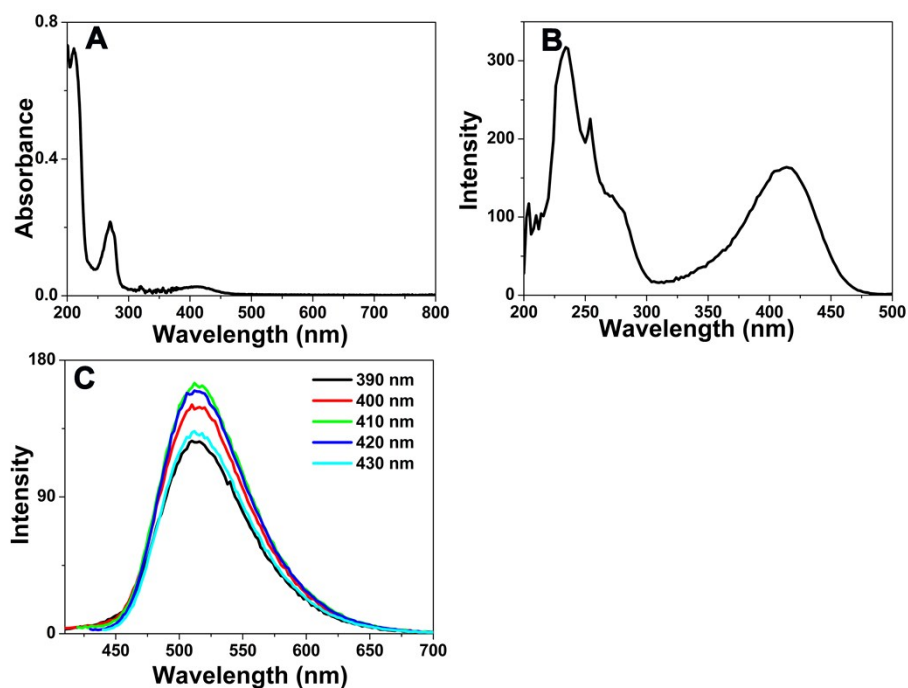 A
0.8
0.4
0.0
Absorbance
200 300 400 500 600 700 800
Wavelength (nm)
B
300
200
100
0
Intensity
200 250 300 350 400 450 500
Wavelength (nm)
C
180
90
0
Intensity
390 nm
400 nm
410 nm
420 nm
430 nm
450 500 550 600 650 700
Wavelength (nm)